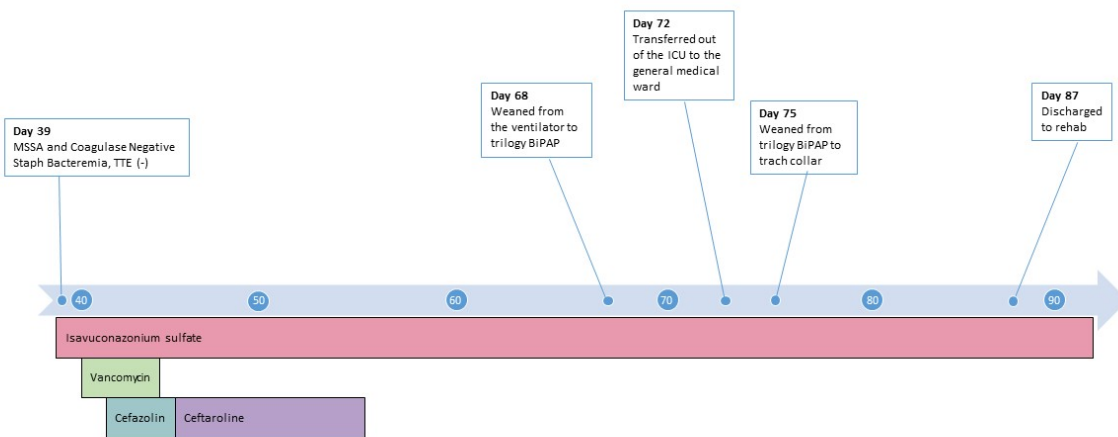 Day 72
Transferred out
of the ICU to the
general medical
ward
Day 68
Weaned from
the ventilator to
trilogy BiPAP
Day 87
Discharged
to rehab
Day 75
Weaned from
trilogy BiPAP to
trach collar
Day 39
MSSA and Coagulase Negative
Staph Bacteremia, TTE (-)
40
50
60
70
80
90
Isavuconazonium sulfate
Vancomycin
Cefazolin
Ceftaroline